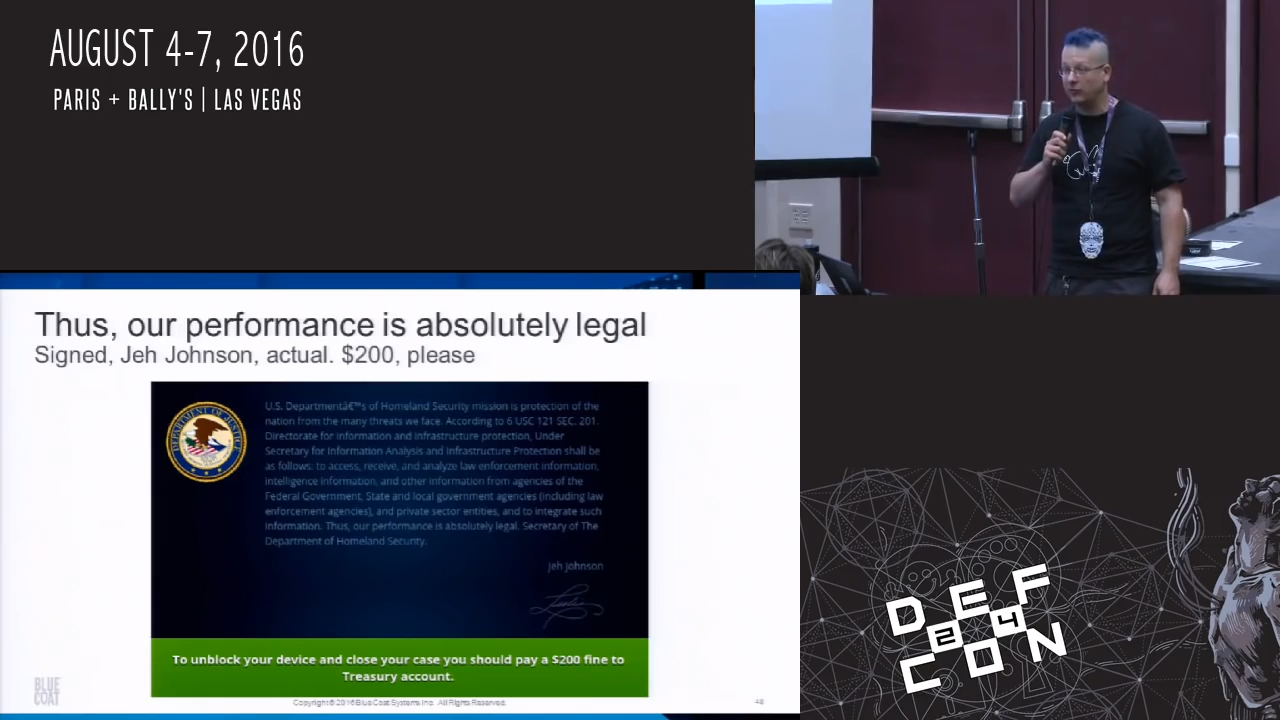 AUGUST 4-7, 2016
PARIS + BALLY'S | LAS VEGAS
Thus, our performance is absolutely legal
Signed, Jeh Johnson, actual. $200, please
U.S. Departmentâ€™s of Homeland Security mission is protection of the
nation from the many threats we face. According to 6 USC 121 SEC. 201.
Directorate for information and infrastructure protection, Under
Secretary for Information Analysis and Infrastructure Protection shall be
as follows: to access, receive, and analyze law enforcement information,
intelligence information, and other information from agencies of the
Federal Government, State and local government agencies (including law
enforcement agencies), and private sector entities, and to integrate such
information. Thus, our performance is absolutely legal. Secretary of The
Department of Homeland Security.
Jeh Johnson
To unblock your device and close your case you should pay a $200 fine to
Treasury account.
BLUE
COAT
Copyright © 2016 Blue Coat Systems Inc. All Rights Reserved.
48
DEF
24
CON